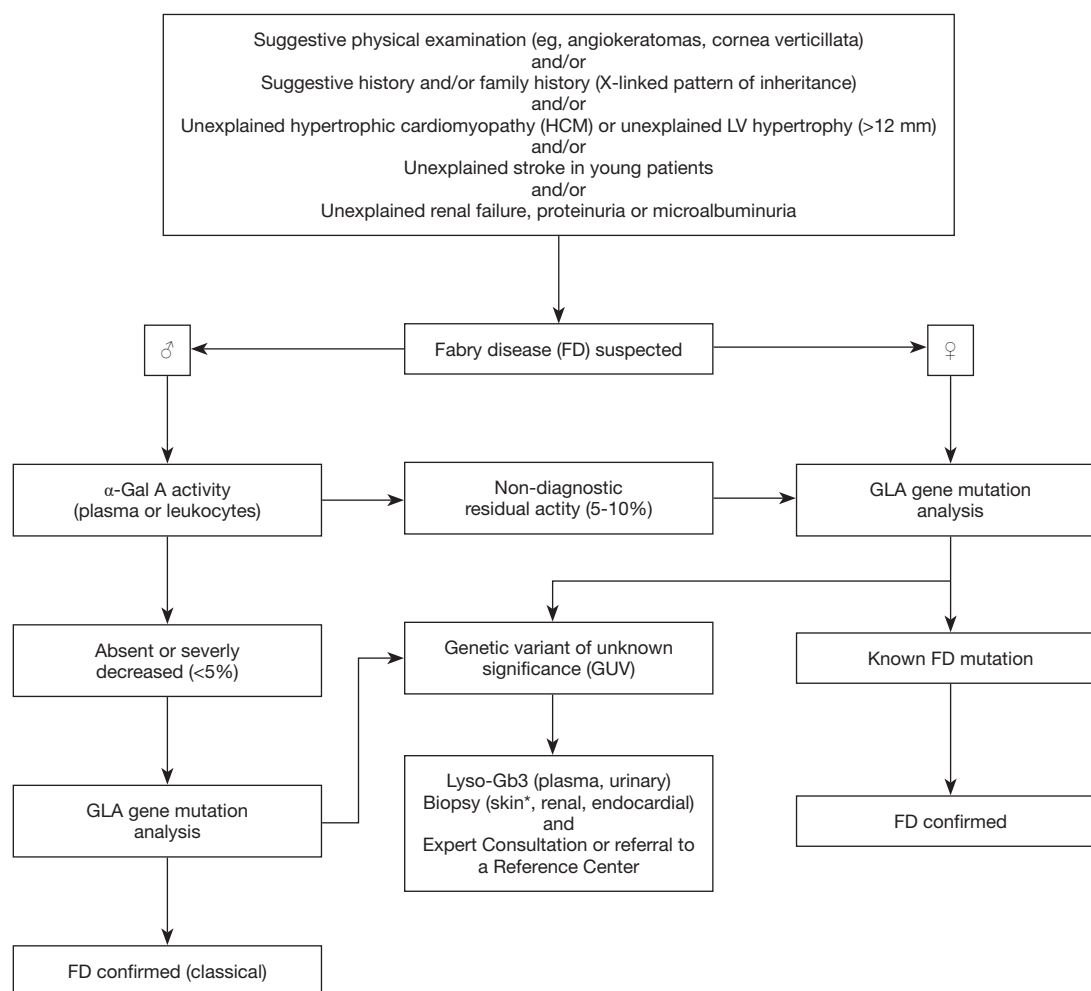 Suggestive physical examination (eg, angiokeratomas, cornea verticillata)
and/or
Suggestive history and/or family history (X-linked pattern of inheritance)
and/or
Unexplained hypertrophic cardiomyopathy (HCM) or unexplained LV hypertrophy (>12 mm)
and/or
Unexplained stroke in young patients
and/or
Unexplained renal failure, proteinuria or microalbuminuria
♂
Fabry disease (FD) suspected
♀
α-Gal A activity
(plasma or leukocytes)
Non-diagnostic
residual actity (5-10%)
GLA gene mutation
analysis
Absent or severly
decreased (<5%)
Genetic variant of unknown
significance (GUV)
Known FD mutation
GLA gene mutation
analysis
Lyso-Gb3 (plasma, urinary)
Biopsy (skin*, renal, endocardial)
and
Expert Consultation or referral to
a Reference Center
FD confirmed
FD confirmed (classical)